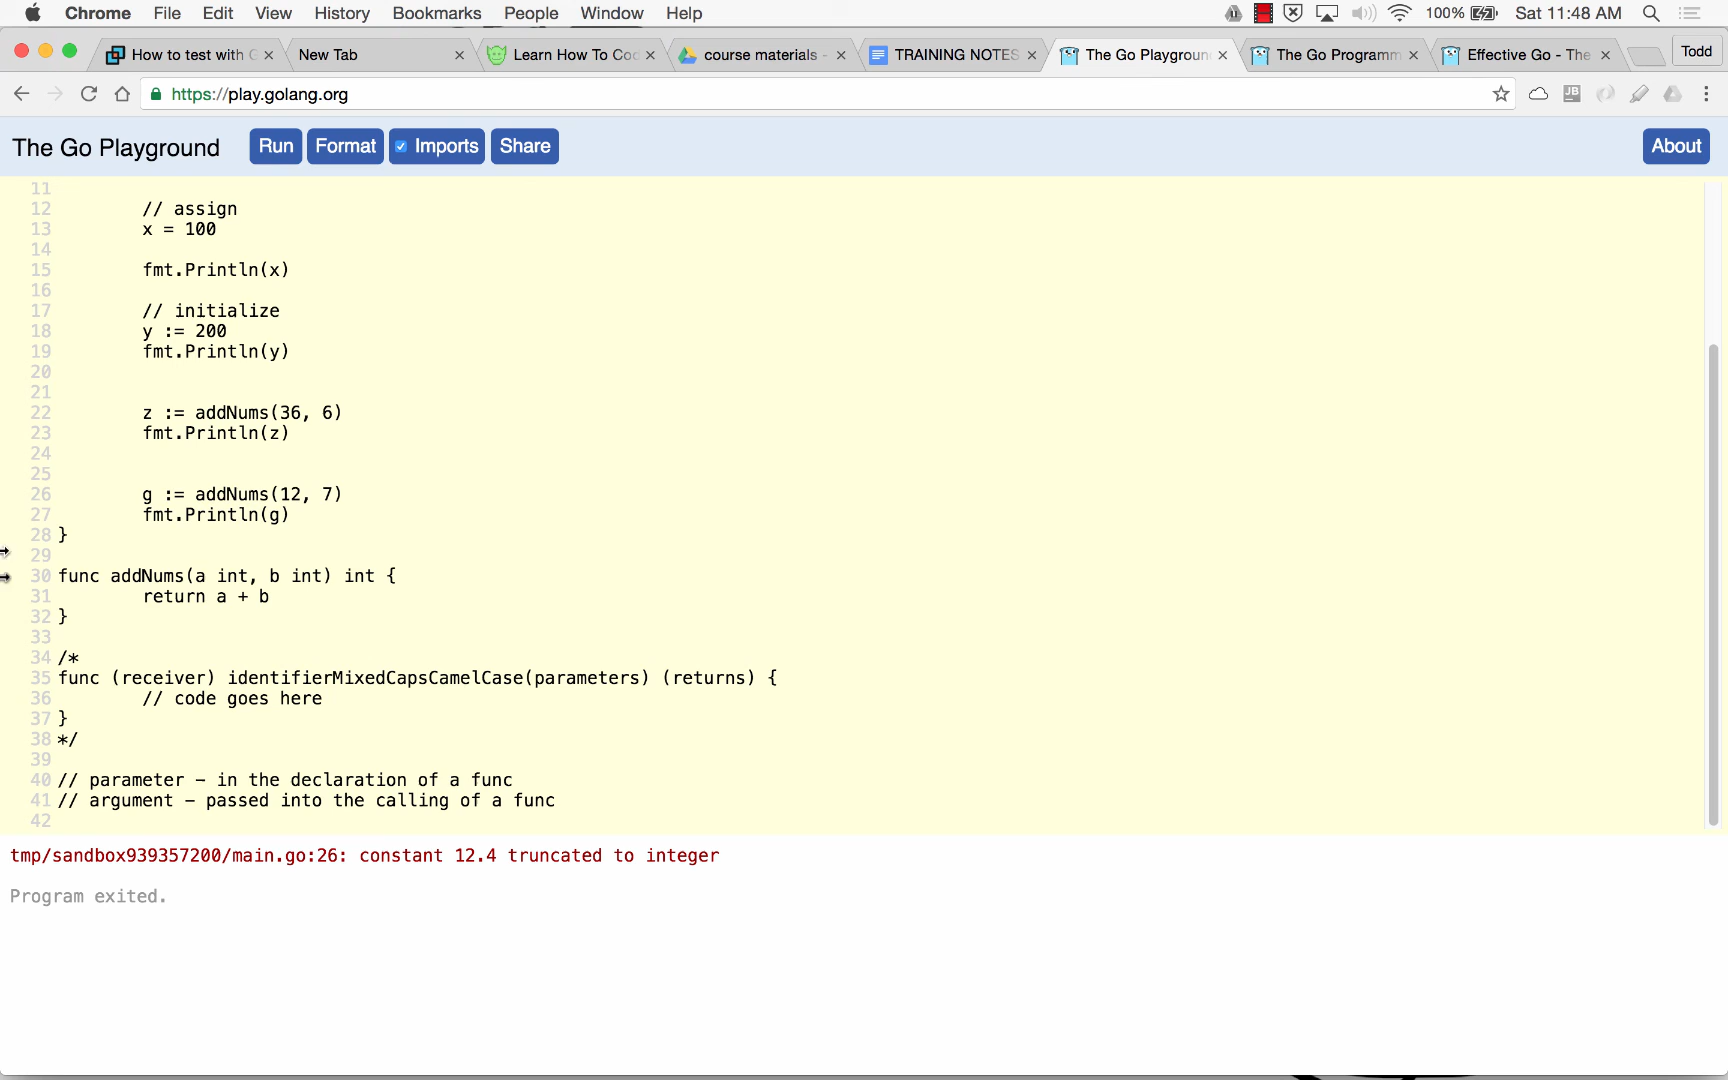 Chrome File Edit View History Bookmarks People Window Help 100% Sat 11:48 AM
How to test with G New Tab Learn How To Coc course materials - TRAINING NOTES The Go Playgroun The Go Programm Effective Go - The Todd
https://play.golang.org JB
The Go Playground Run Format Imports Share About
11
12 // assign
13 x = 100
14
15 fmt.Println(x)
16
17 // initialize
18 y := 200
19 fmt.Println(y)
20
21
22 z := addNums(36, 6)
23 fmt.Println(z)
24
25
26 g := addNums(12, 7)
27 fmt.Println(g)
28 }
29
30 func addNums(a int, b int) int {
31 return a + b
32 }
33
34 /*
35 func (receiver) identifierMixedCapsCamelCase(parameters) (returns) {
36 // code goes here
37 }
38 */
39
40 // parameter - in the declaration of a func
41 // argument - passed into the calling of a func
42
tmp/sandbox939357200/main.go:26: constant 12.4 truncated to integer
Program exited.